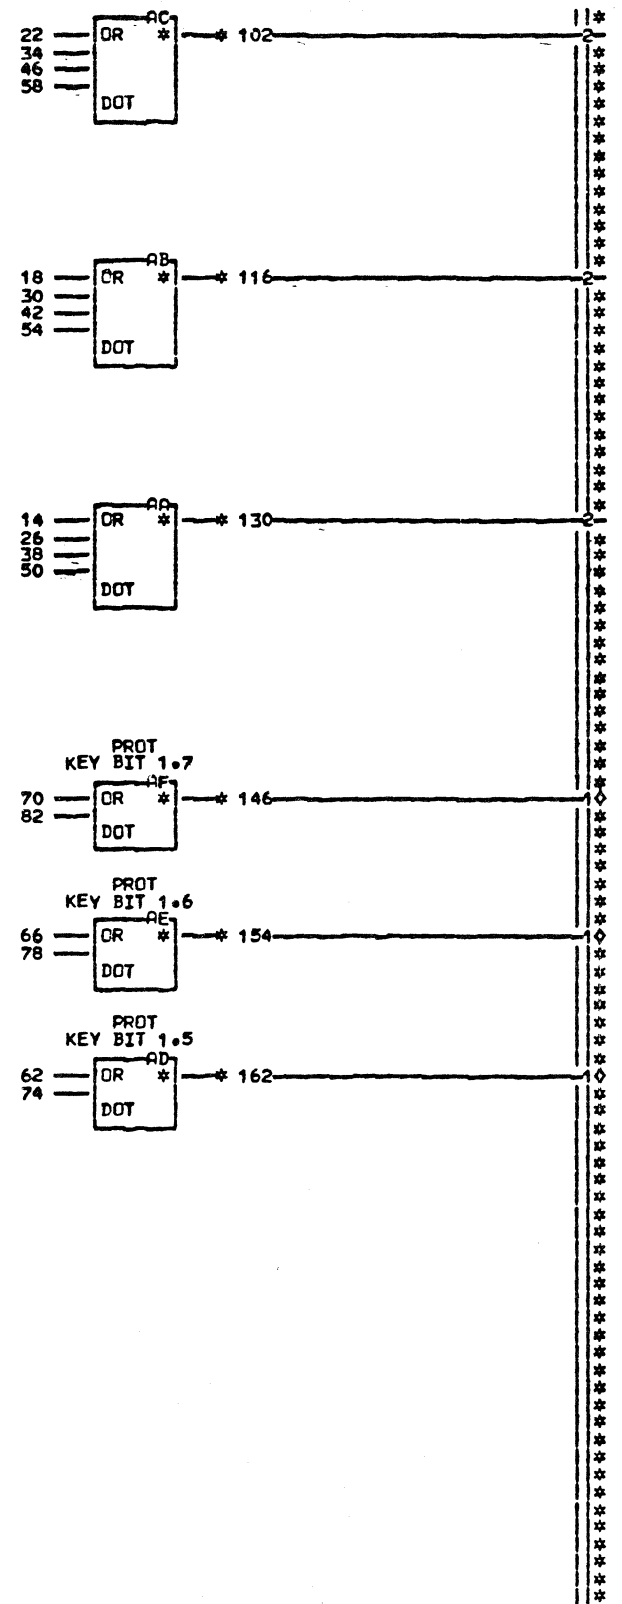 AC
22 OR * * 102 2
34
46
58
DOT
AB
18 OR * * 116 2
30
42
54
DOT
AA
14 OR * * 130 2
26
38
50
DOT
PROT
KEY BIT 1.7
AF
70 OR * * 146 1
82
DOT
PROT
KEY BIT 1.6
AE
66 OR * * 154 1
78
DOT
PROT
KEY BIT 1.5
AD
62 OR * * 162 1
74
DOT